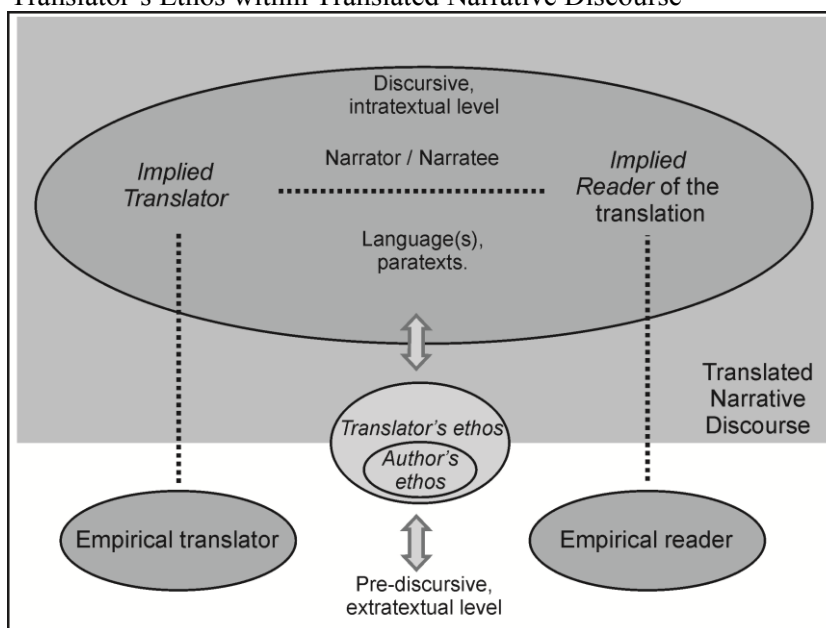 Translator's Ethos within Translated Narrative Discourse
Discursive,
intratextual level
Narrator / Narratee
Implied
Translator
Implied
Reader of the
translation
Language(s),
paratexts.
Translated
Narrative
Discourse
Translator's ethos
Author's
ethos
Empirical translator
Empirical reader
Pre-discursive,
extratextual level